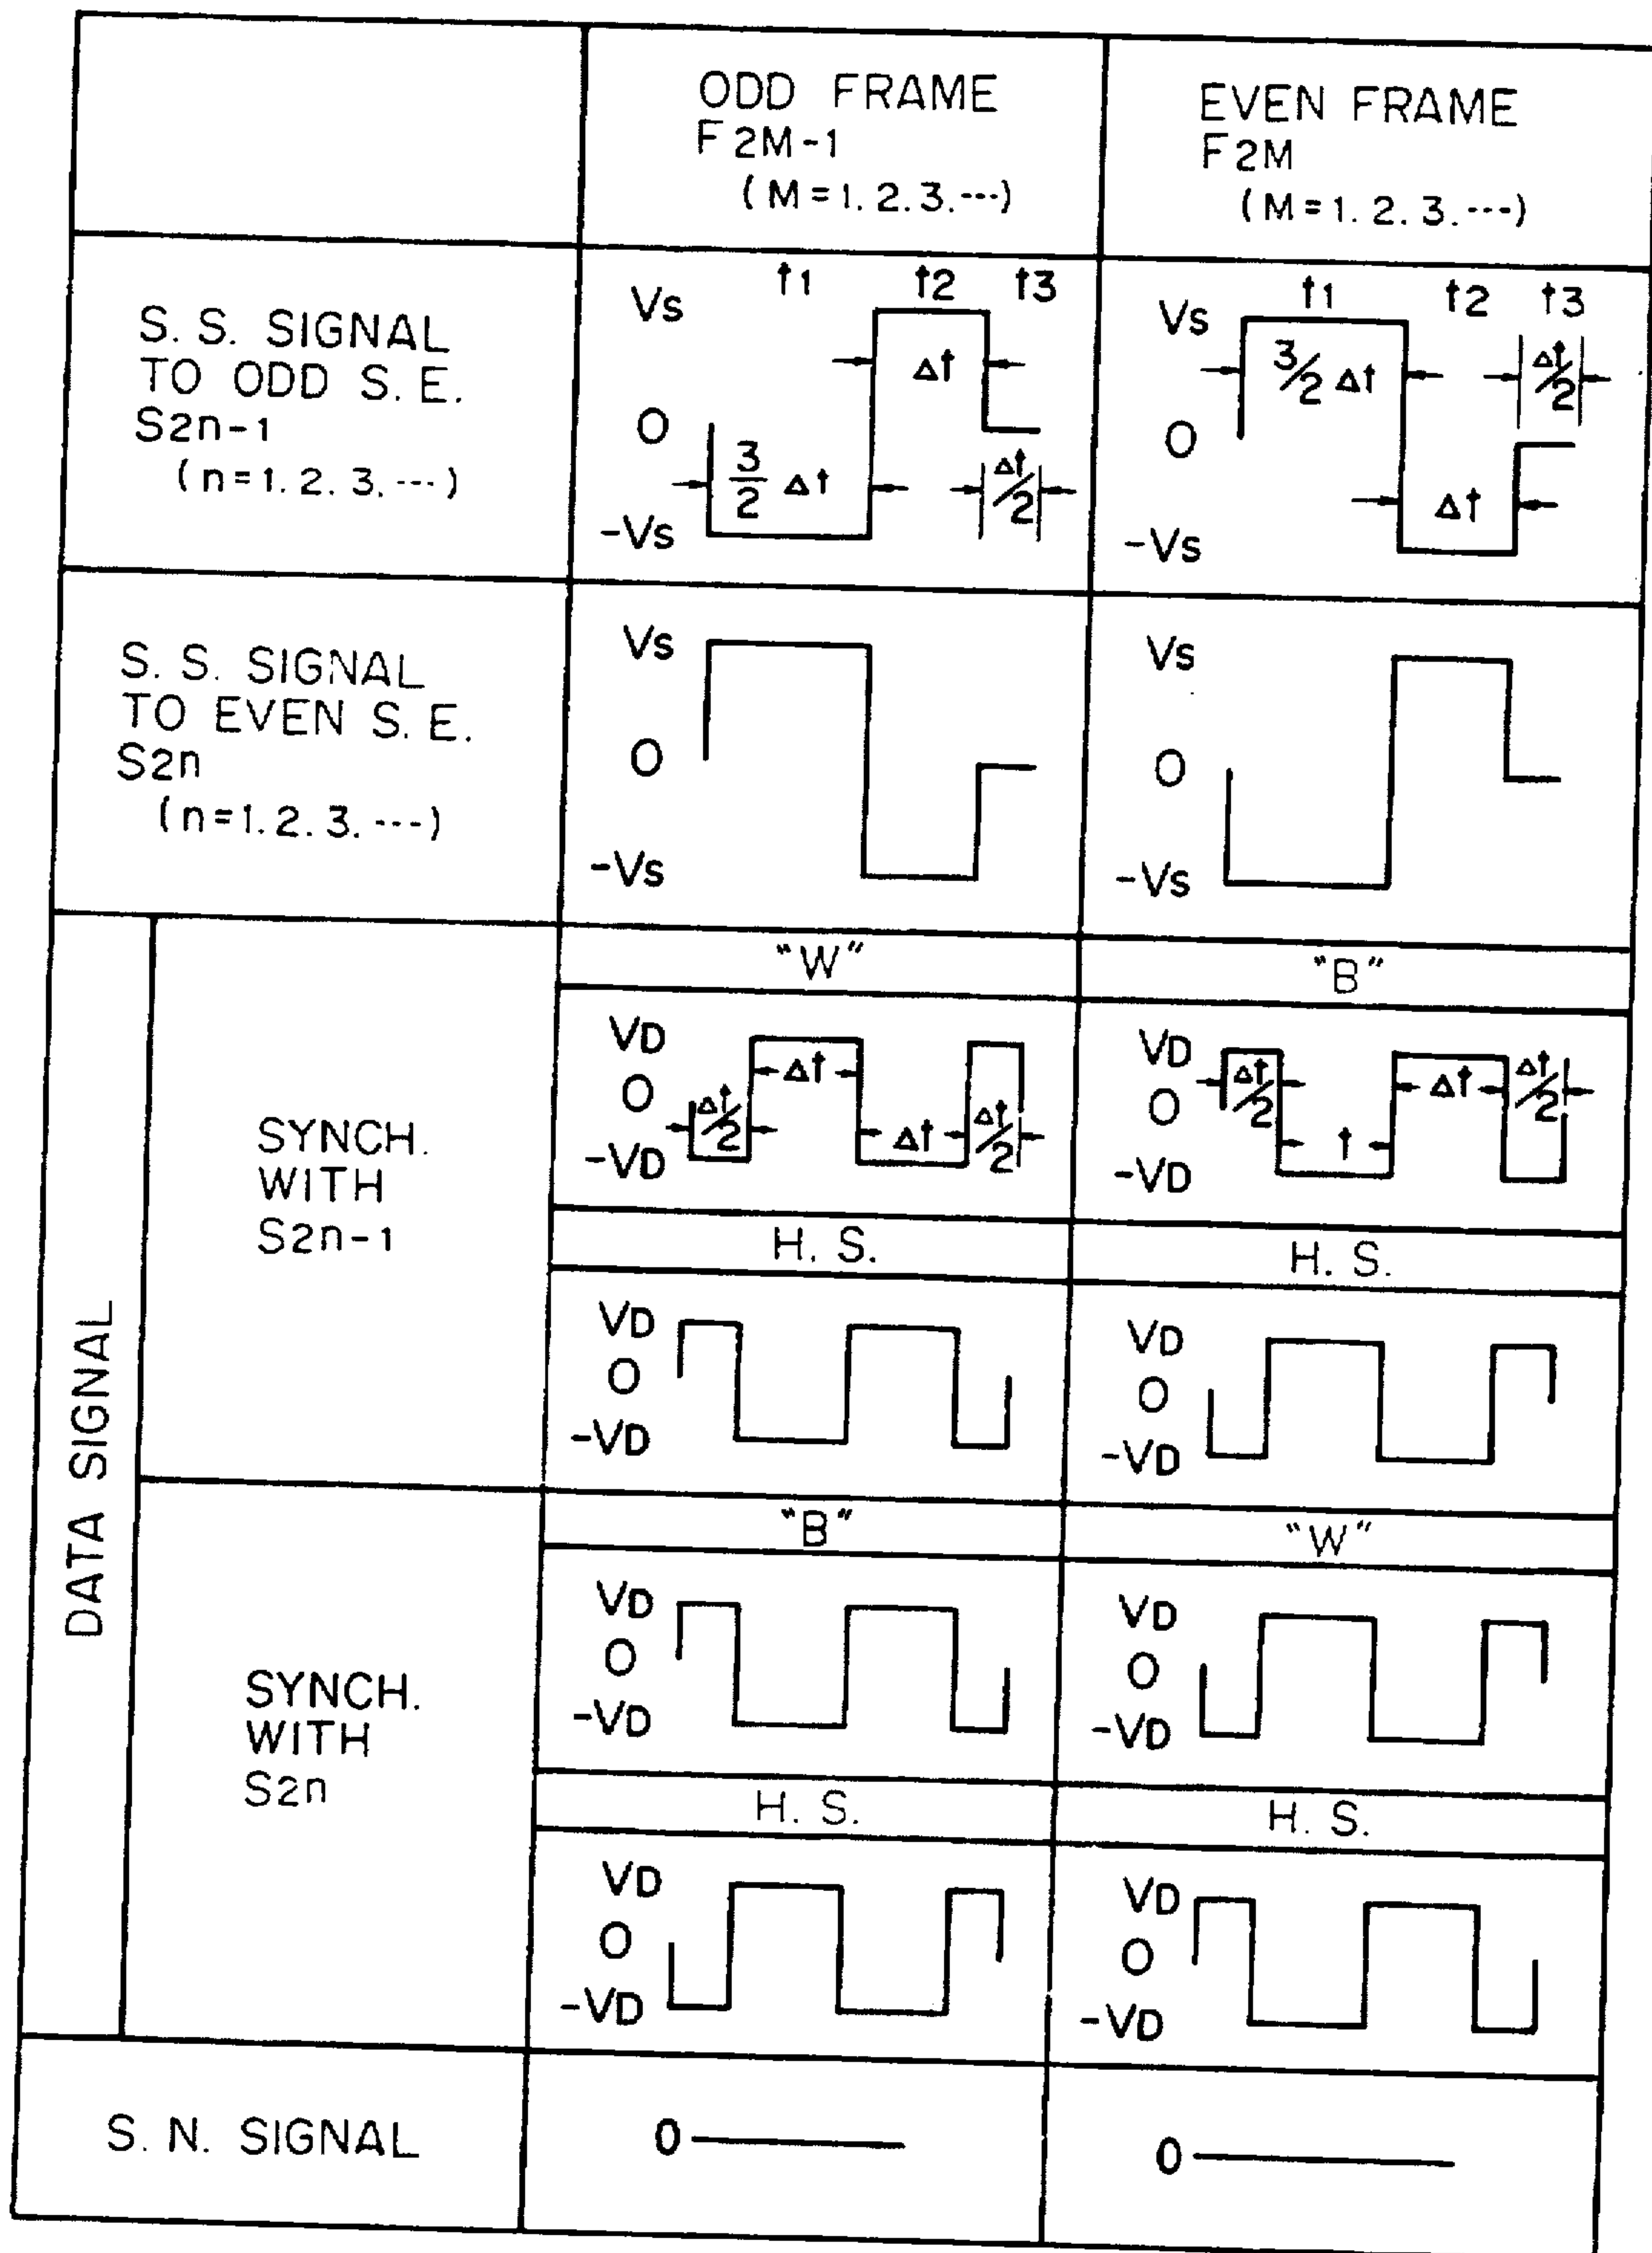 ODD FRAME
F2M-1
(M=1.2.3.---)
EVEN FRAME
F2M
(M=1.2.3.---)
S.S. SIGNAL
TO ODD S.E.
S2n-1
(n=1.2.3.---)
t1 t2 t3
Vs
Δt
O
3/2 Δt
Δt/2
-Vs
t1 t2 t3
Vs
3/2 Δt
Δt/2
O
Δt
-Vs
S.S. SIGNAL
TO EVEN S.E.
S2n
(n=1.2.3.---)
Vs
O
-Vs
Vs
O
-Vs
DATA SIGNAL
SYNCH.
WITH
S2n-1
"W"
VD
Δt
O
Δt/2
Δt
Δt/2
-VD
"B"
VD
Δt/2
Δt
Δt/2
O
t
-VD
H.S.
VD
O
-VD
H.S.
VD
O
-VD
SYNCH.
WITH
S2n
"B"
VD
O
-VD
"W"
VD
O
-VD
H.S.
VD
O
-VD
H.S.
VD
O
-VD
S.N. SIGNAL
0
0